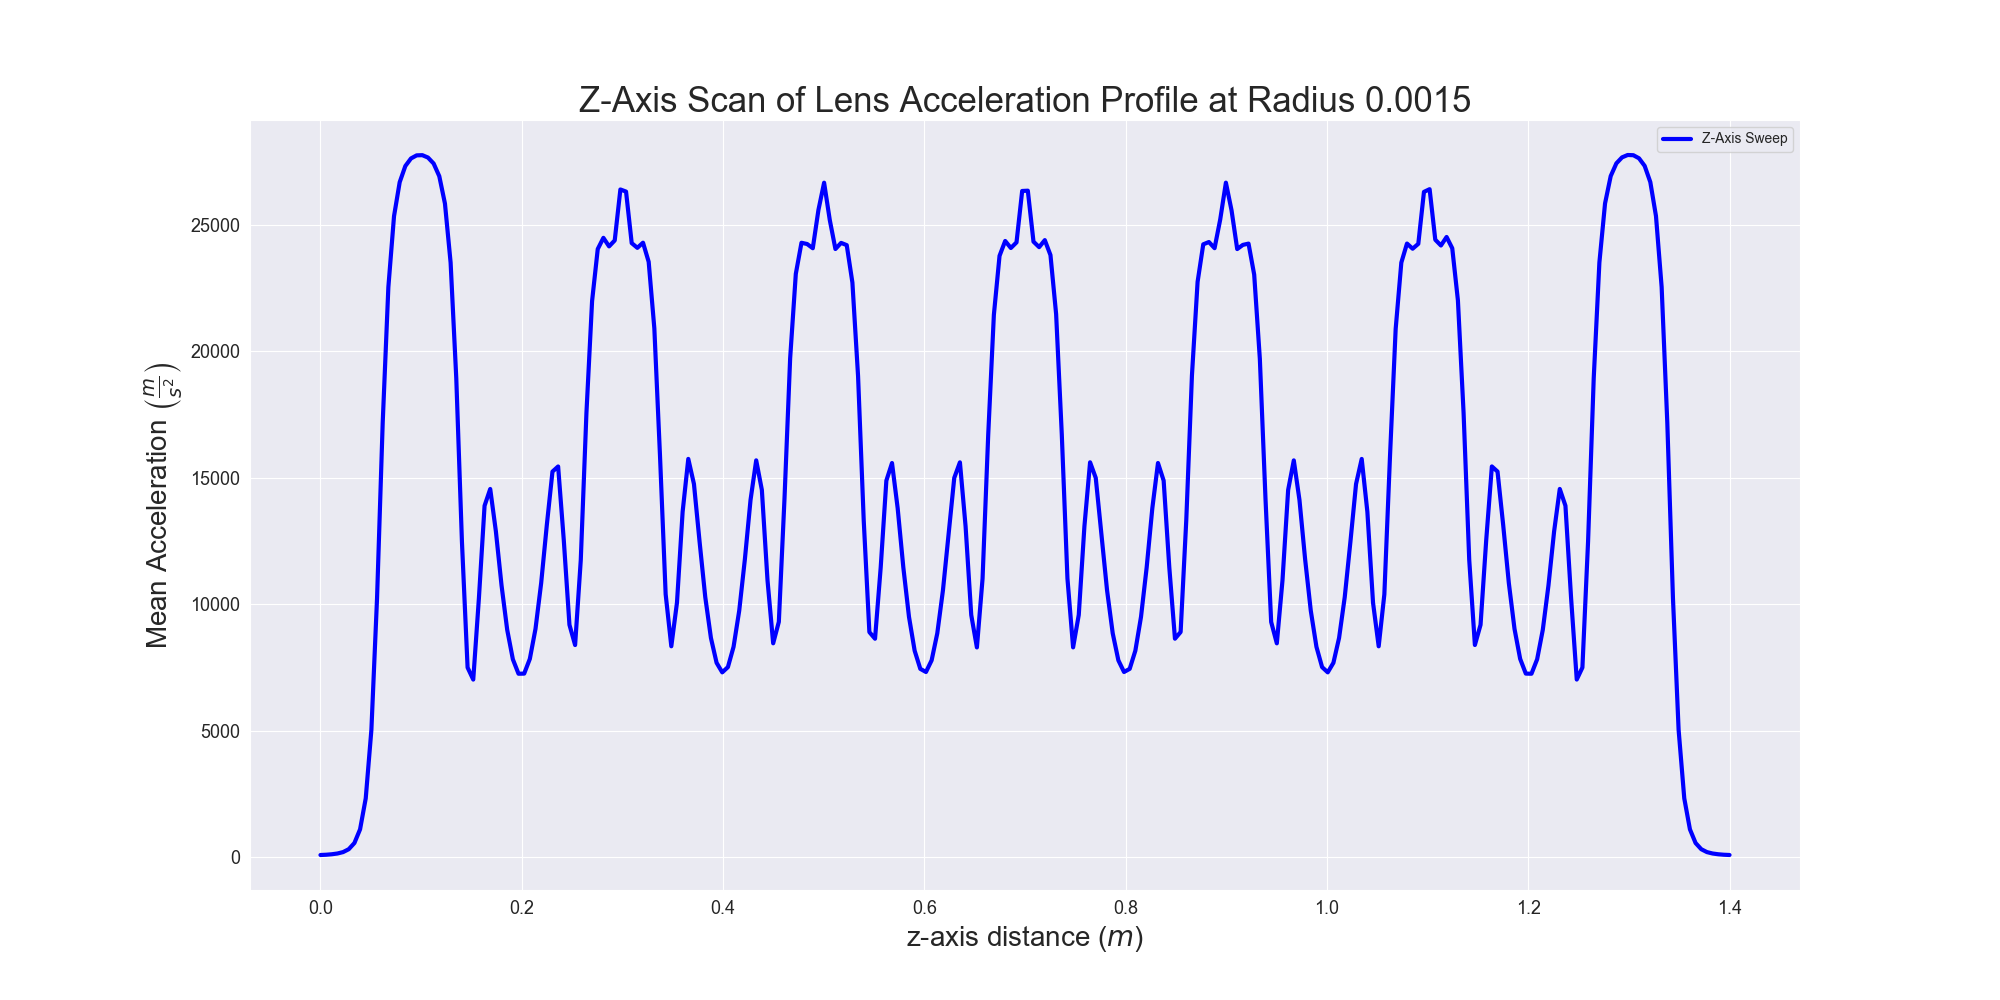 Z-Axis Scan of Lens Acceleration Profile at Radius 0.0015
Z-Axis Sweep
Mean Acceleration (m/s²)
25000
20000
15000
10000
5000
0
0.0 0.2 0.4 0.6 0.8 1.0 1.2 1.4
z-axis distance (m)